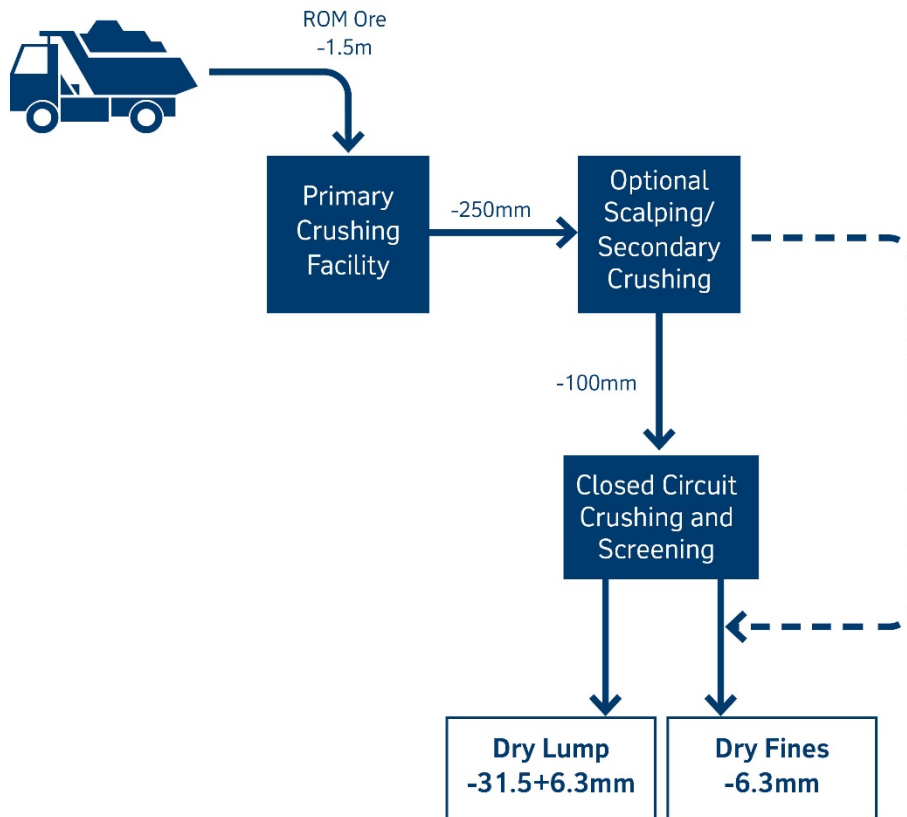 ROM Ore
-1.5m
Primary
Crushing
Facility
-250mm
Optional
Scalping/
Secondary
Crushing
-100mm
Closed Circuit
Crushing and
Screening
Dry Lump
-31.5+6.3mm
Dry Fines
-6.3mm